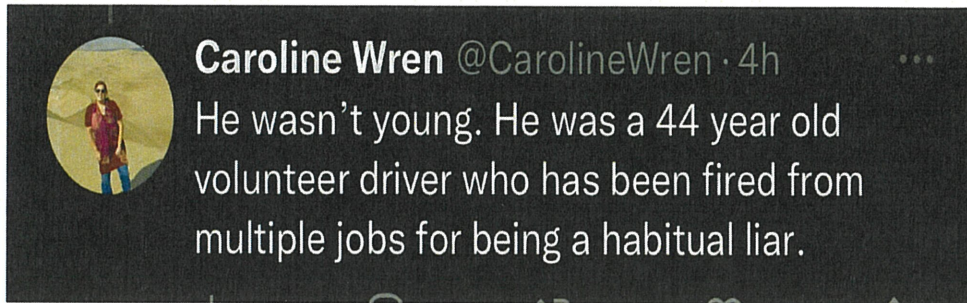 Caroline Wren @CarolineWren · 4h
He wasn't young. He was a 44 year old
volunteer driver who has been fired from
multiple jobs for being a habitual liar.